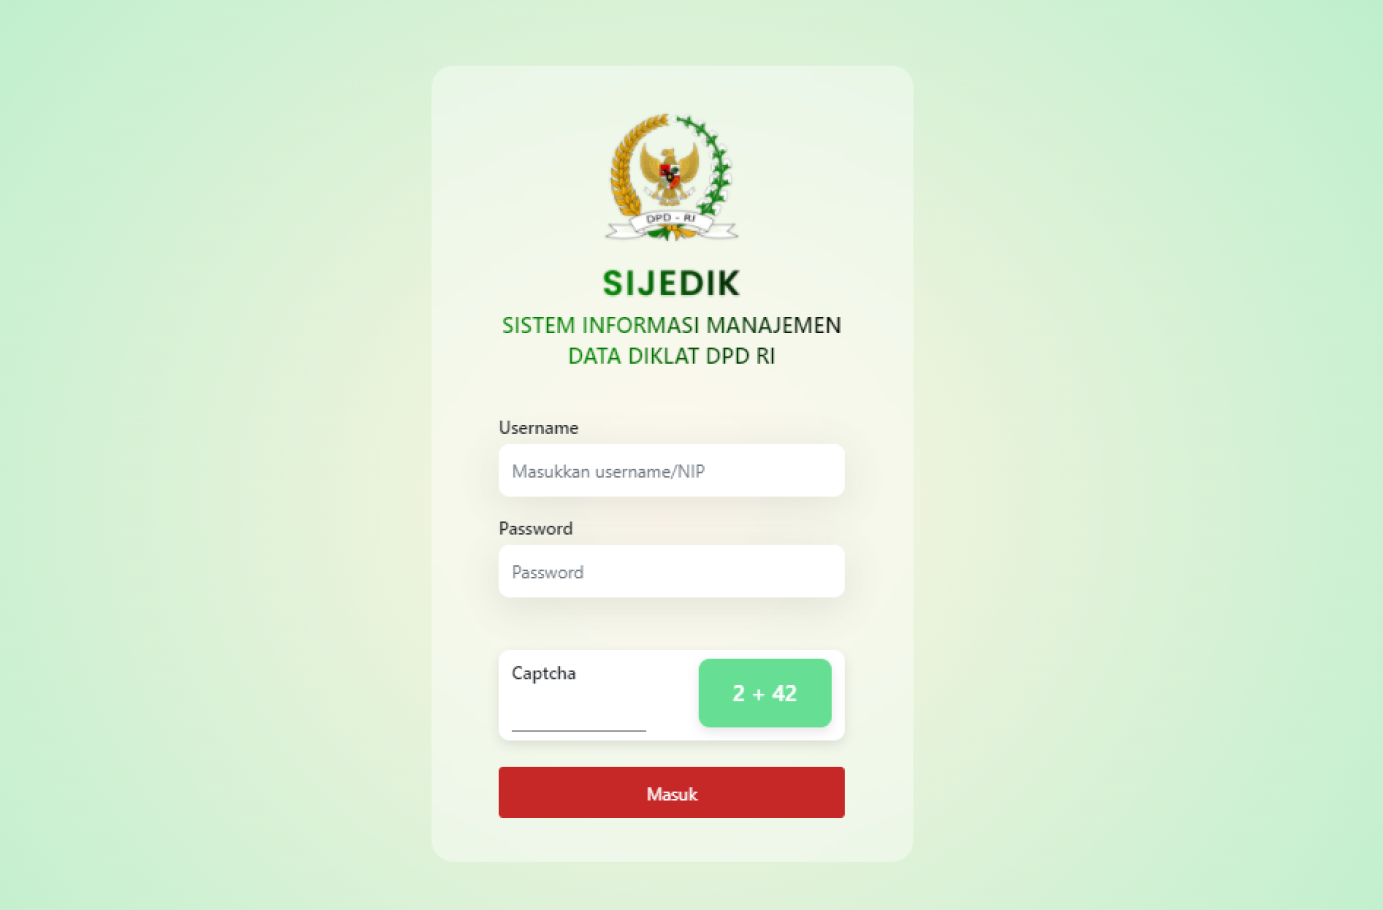 DPD - RI
SIJEDIK
SISTEM INFORMASI MANAJEMEN
DATA DIKLAT DPD RI
Username
Masukkan username/NIP
Password
Password
Captcha
2 + 42
Masuk